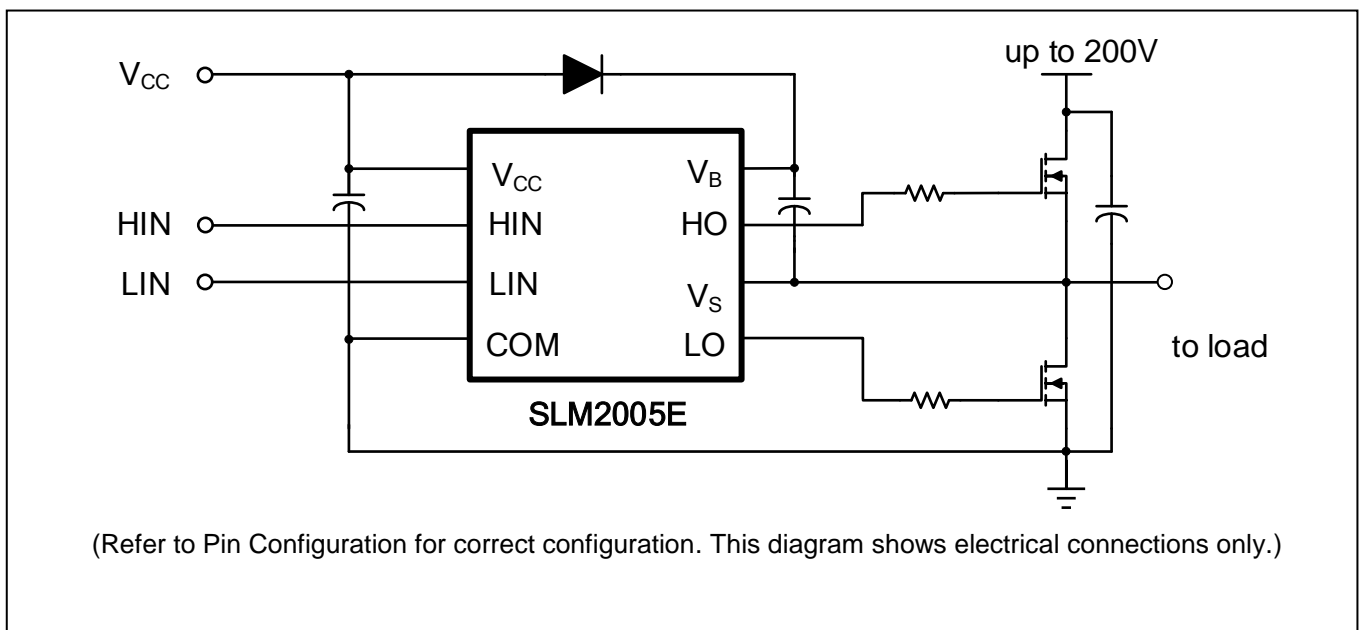 up to 200V
VCC
VCC
VB
HIN
HIN
HO
LIN
LIN
VS
COM
LO
to load
SLM2005E
(Refer to Pin Configuration for correct configuration. This diagram shows electrical connections only.)